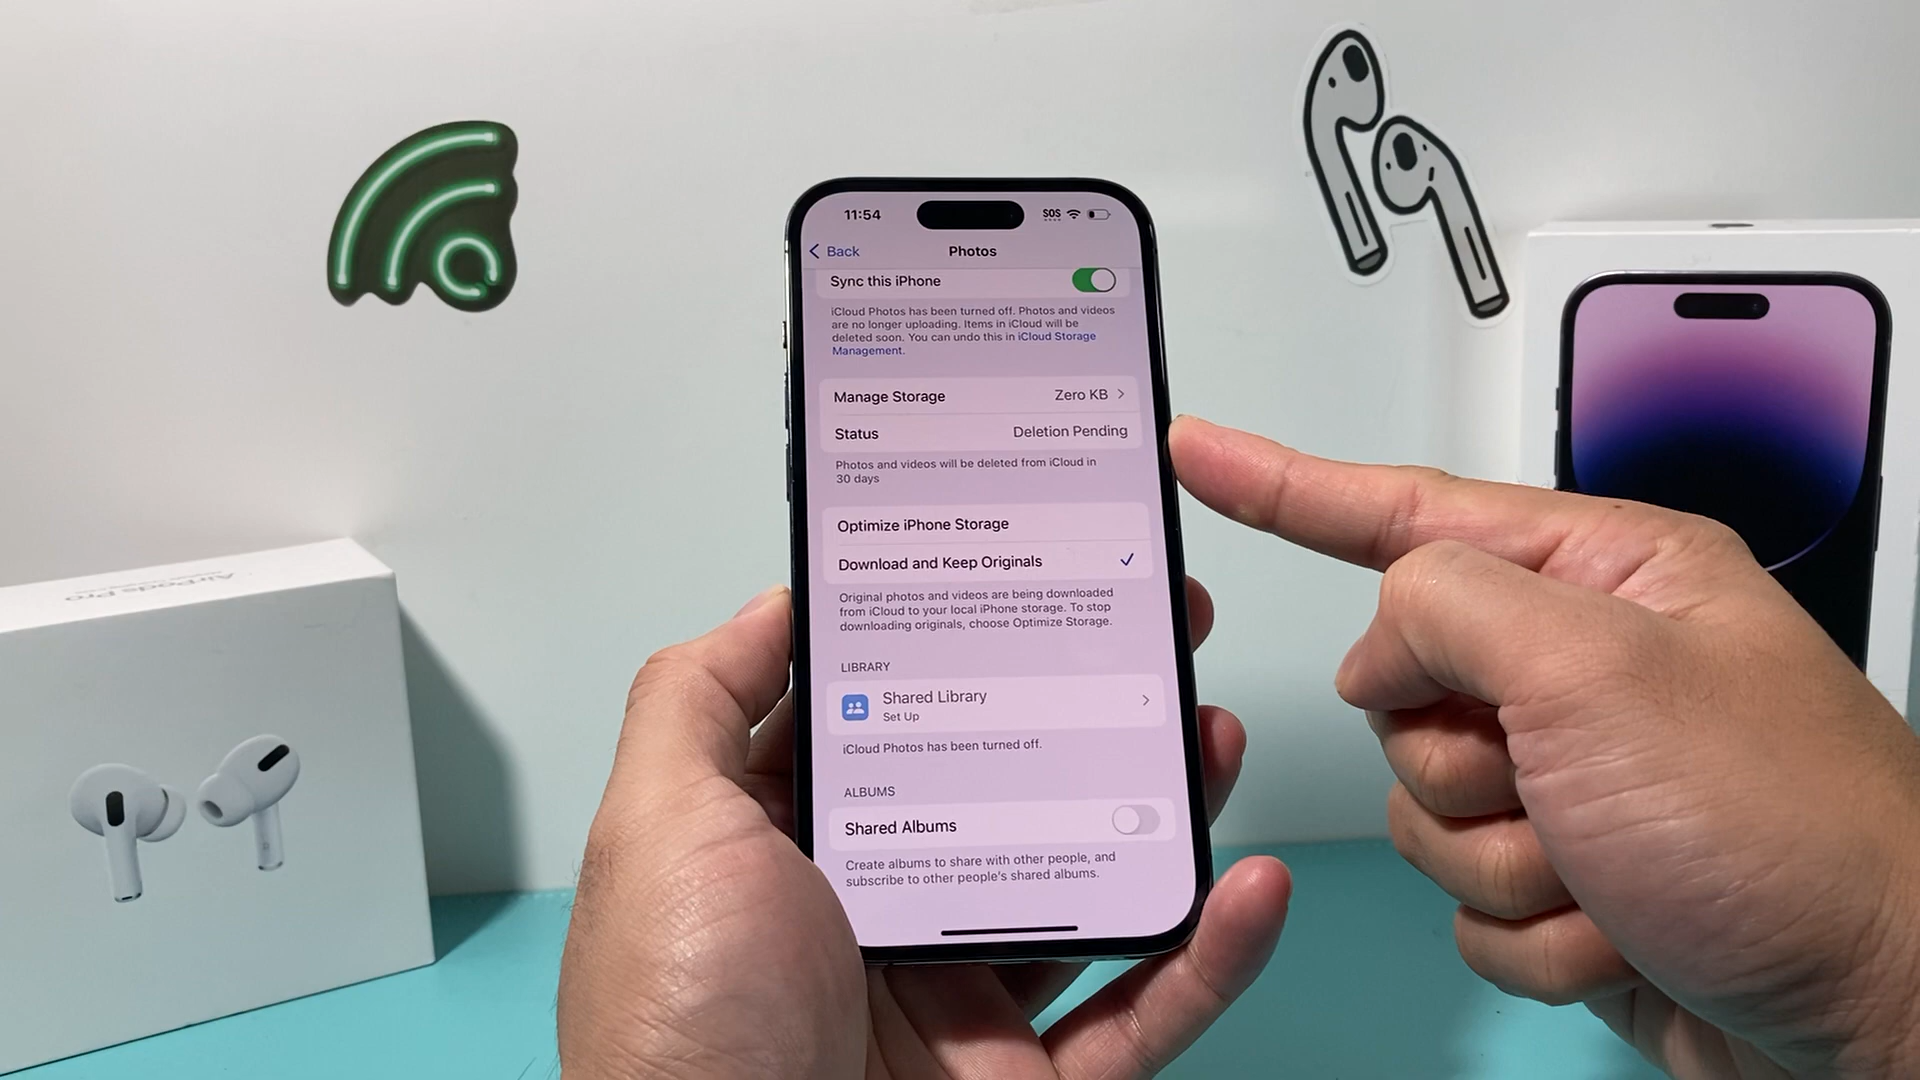 11:54
SOS
Back
Photos
Sync this iPhone
iCloud Photos has been turned off. Photos and videos
are no longer uploading. Items in iCloud will be
deleted soon. You can undo this in iCloud Storage
Management.
Manage Storage Zero KB
Status Deletion Pending
Photos and videos will be deleted from iCloud in
30 days
Optimize iPhone Storage
Download and Keep Originals
Original photos and videos are being downloaded
from iCloud to your local iPhone storage. To stop
downloading originals, choose Optimize Storage.
LIBRARY
Shared Library
Set Up
iCloud Photos has been turned off.
ALBUMS
Shared Albums
Create albums to share with other people, and
subscribe to other people's shared albums.
AirPods Pro